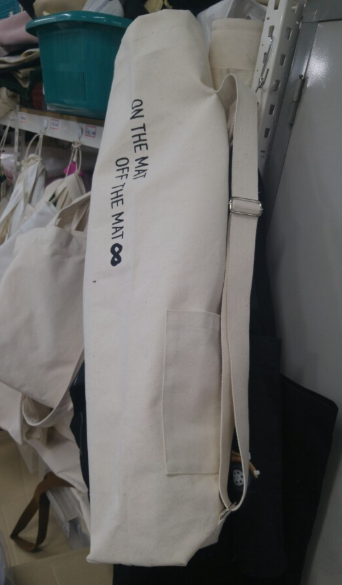 ON THE MAT
OFF THE MAT